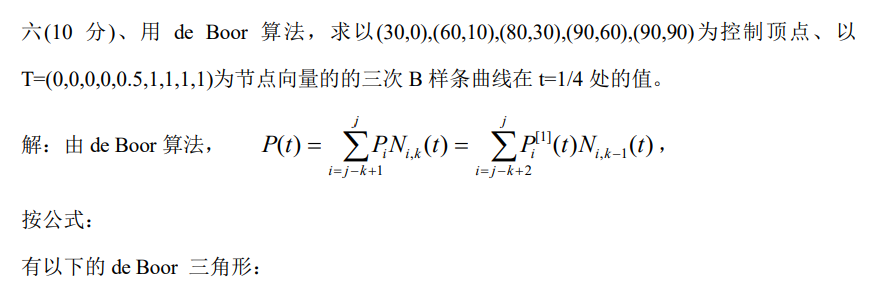 六(10 分)、用 de Boor 算法，求以(30,0),(60,10),(80,30),(90,60),(90,90)为控制顶点、以
T=(0,0,0,0,0.5,1,1,1,1)为节点向量的的三次 B 样条曲线在 t=1/4 处的值。
解：由 de Boor 算法， $P(t) = \sum_{i=j-k+1}^{j} P_i N_{i,k}(t) = \sum_{i=j-k+2}^{j} P_i^{[1]}(t) N_{i,k-1}(t)$，
按公式：
有以下的 de Boor 三角形：